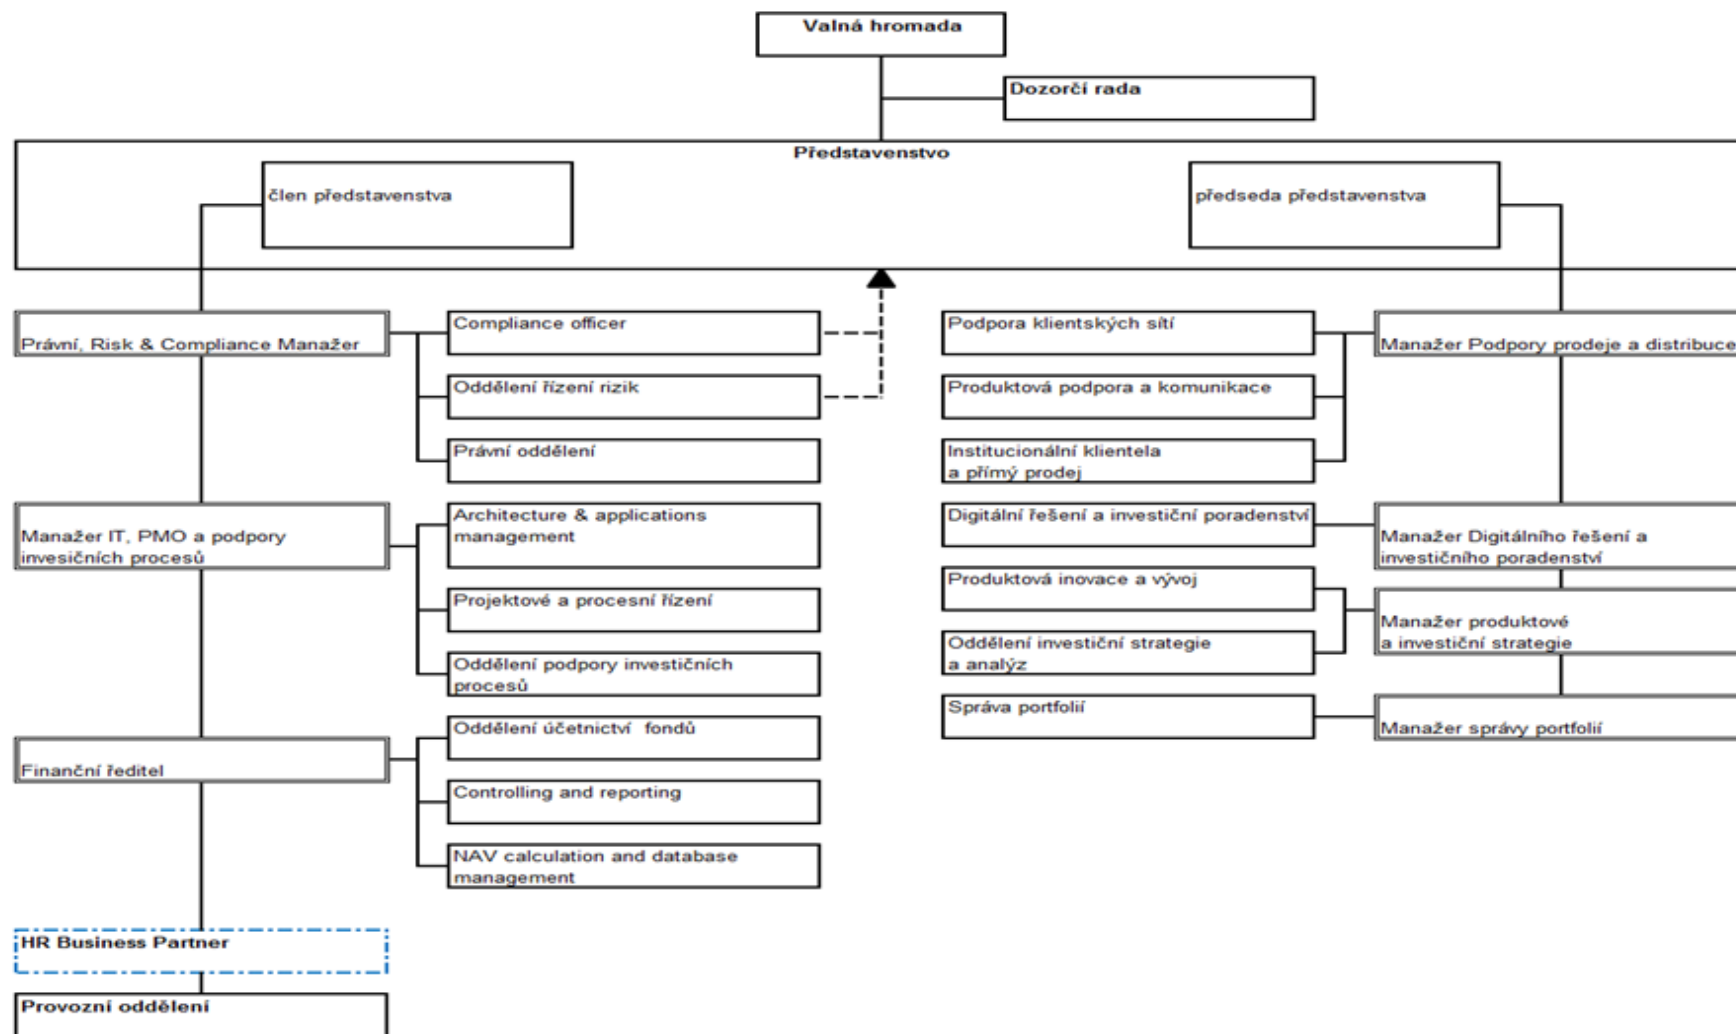 Valná hromada
Dozorčí rada
Představenstvo
člen představenstva
předseda představenstva
Právní, Risk & Compliance Manažer
Compliance officer
Oddělení řízení rizik
Právní oddělení
Manažer IT, PMO a podpory
invesičních procesů
Architecture & applications
management
Projektové a procesní řízení
Oddělení podpory investičních
procesů
Finanční ředitel
Oddělení účetnictví fondů
Controlling and reporting
NAV calculation and database
management
HR Business Partner
Provozní oddělení
Podpora klientských sítí
Manažer Podpory prodeje a distribuce
Produktová podpora a komunikace
Institucionální klientela
a přímý prodej
Digitální řešení a investiční poradenství
Manažer Digitálního řešení a
investičního poradenství
Produktová inovace a vývoj
Manažer produktové
a investiční strategie
Oddělení investiční strategie
a analýz
Správa portfolií
Manažer správy portfolií